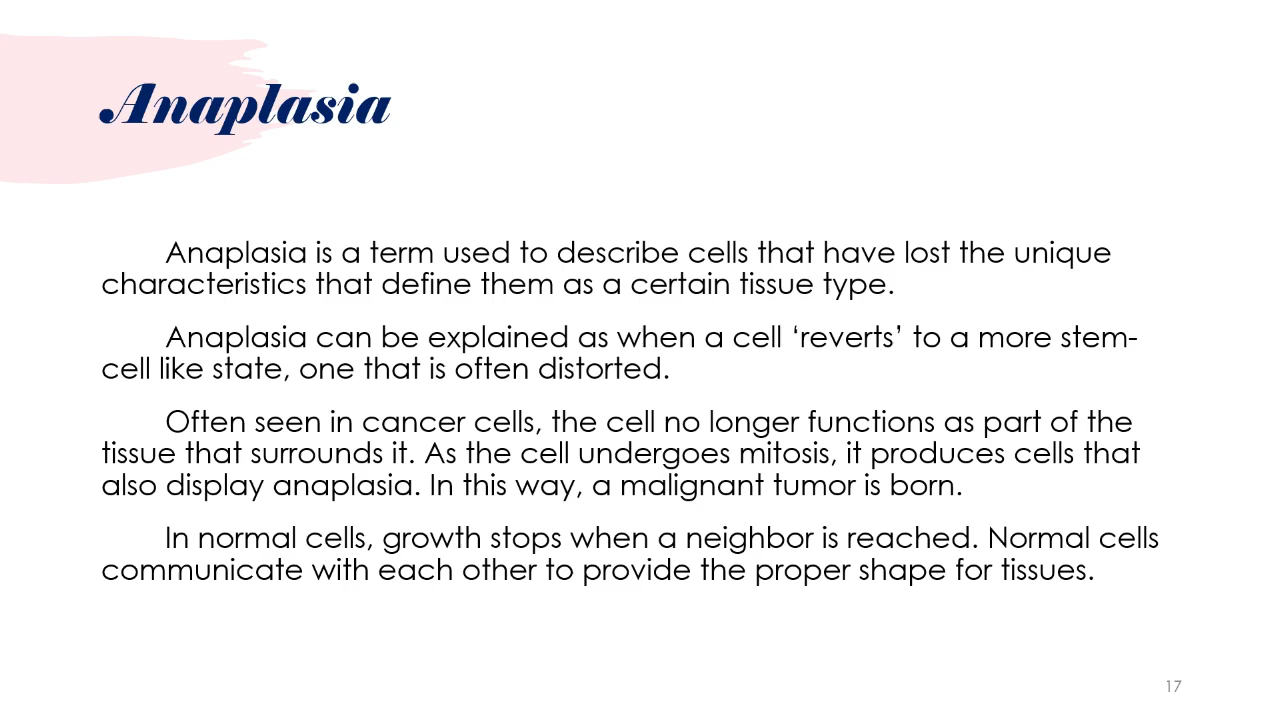 Anaplasia
Anaplasia is a term used to describe cells that have lost the unique
characteristics that define them as a certain tissue type.
Anaplasia can be explained as when a cell ‘reverts’ to a more stem-
cell like state, one that is often distorted.
Often seen in cancer cells, the cell no longer functions as part of the
tissue that surrounds it. As the cell undergoes mitosis, it produces cells that
also display anaplasia. In this way, a malignant tumor is born.
In normal cells, growth stops when a neighbor is reached. Normal cells
communicate with each other to provide the proper shape for tissues.
17